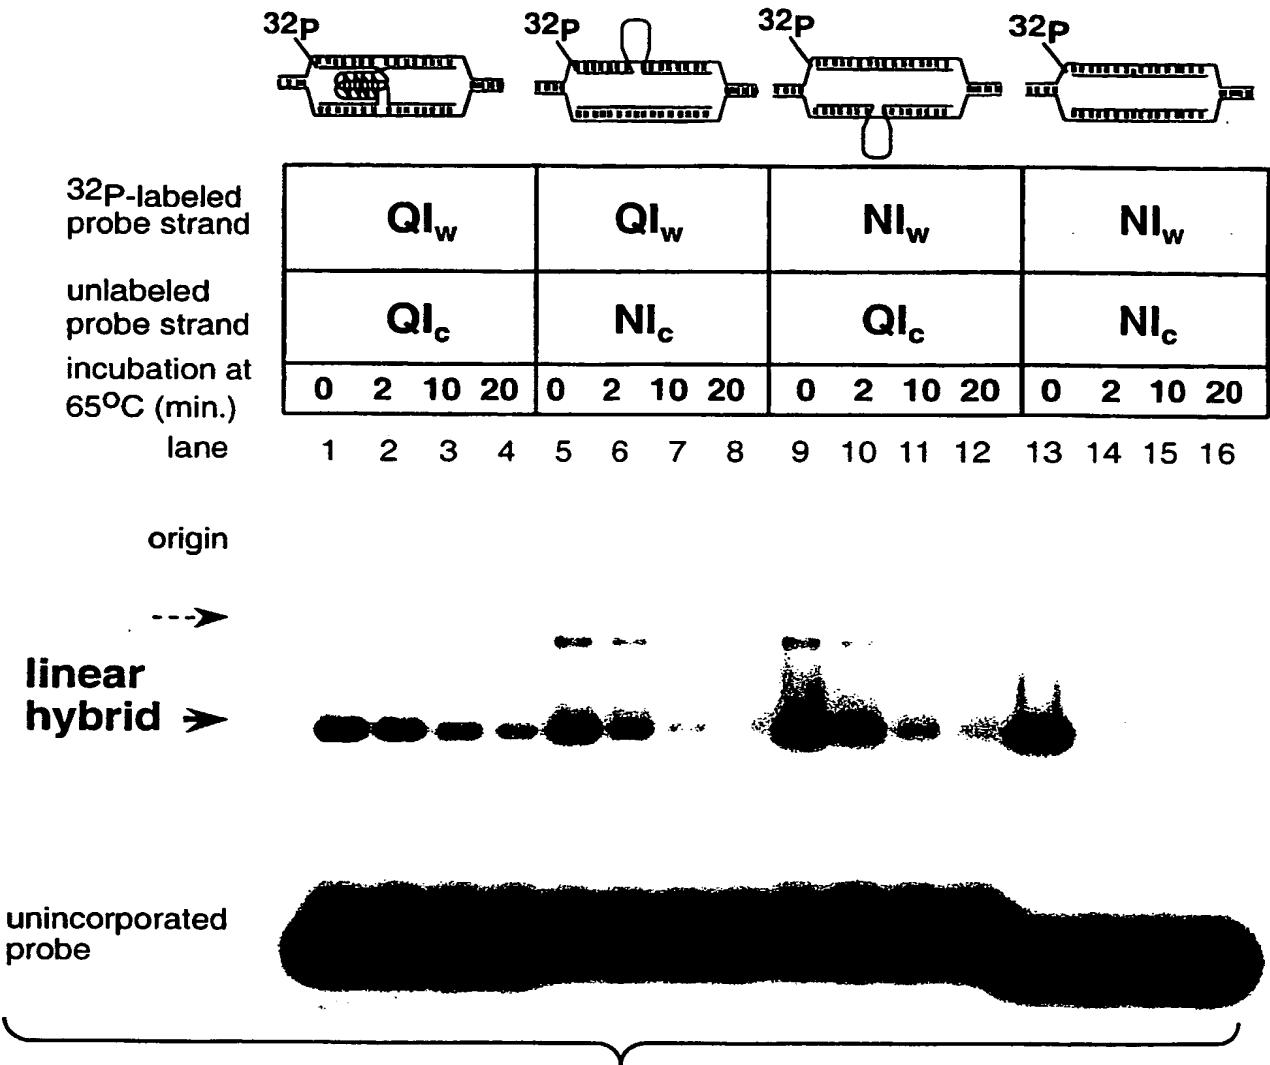 32P 32P 32P 32P
32P-labeled
probe strand
QIw QIw NIw NIw
unlabeled
probe strand
QIc NIc QIc NIc
incubation at
65°C (min.)
0 2 10 20 0 2 10 20 0 2 10 20 0 2 10 20
lane 1 2 3 4 5 6 7 8 9 10 11 12 13 14 15 16
origin
linear
hybrid
unincorporated
probe